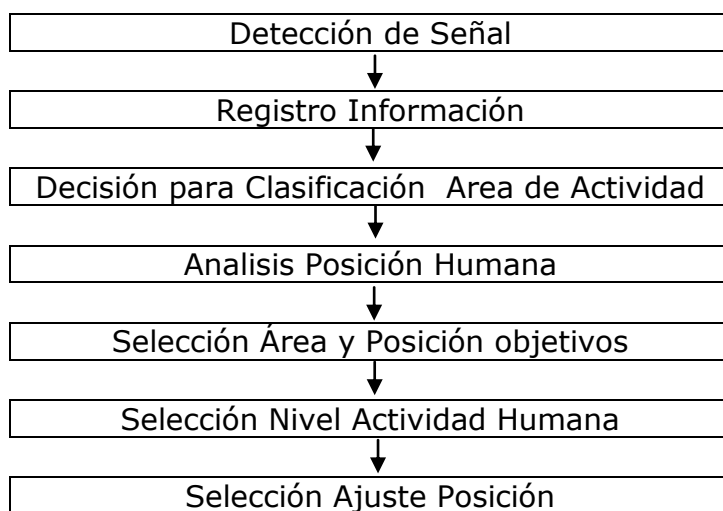 Detección de Señal
Registro Información
Decisión para Clasificación Area de Actividad
Analisis Posición Humana
Selección Área y Posición objetivos
Selección Nivel Actividad Humana
Selección Ajuste Posición